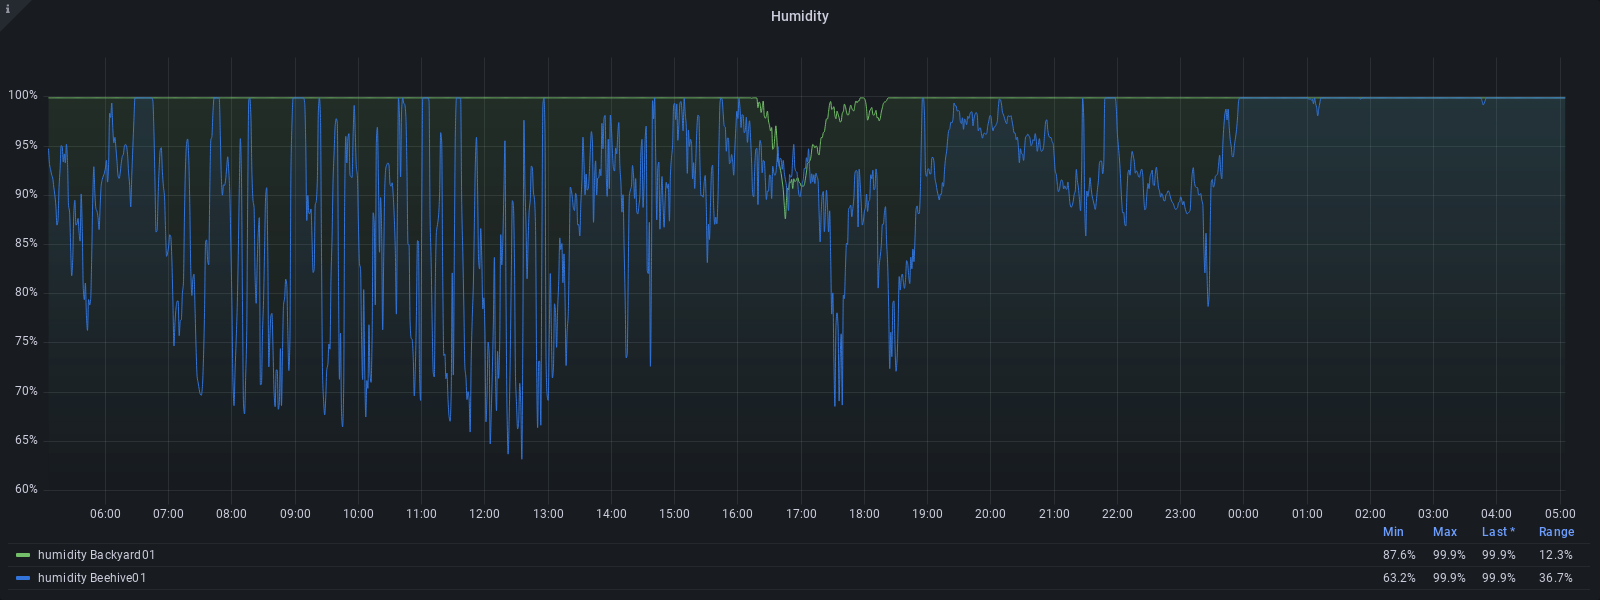 i
Humidity
100%
95%
90%
85%
80%
75%
70%
65%
60%
06:00 07:00 08:00 09:00 10:00 11:00 12:00 13:00 14:00 15:00 16:00 17:00 18:00 19:00 20:00 21:00 22:00 23:00 00:00 01:00 02:00 03:00 04:00 05:00
Min Max Last * Range
humidity Backyard01 87.6% 99.9% 99.9% 12.3%
humidity Beehive01 63.2% 99.9% 99.9% 36.7%